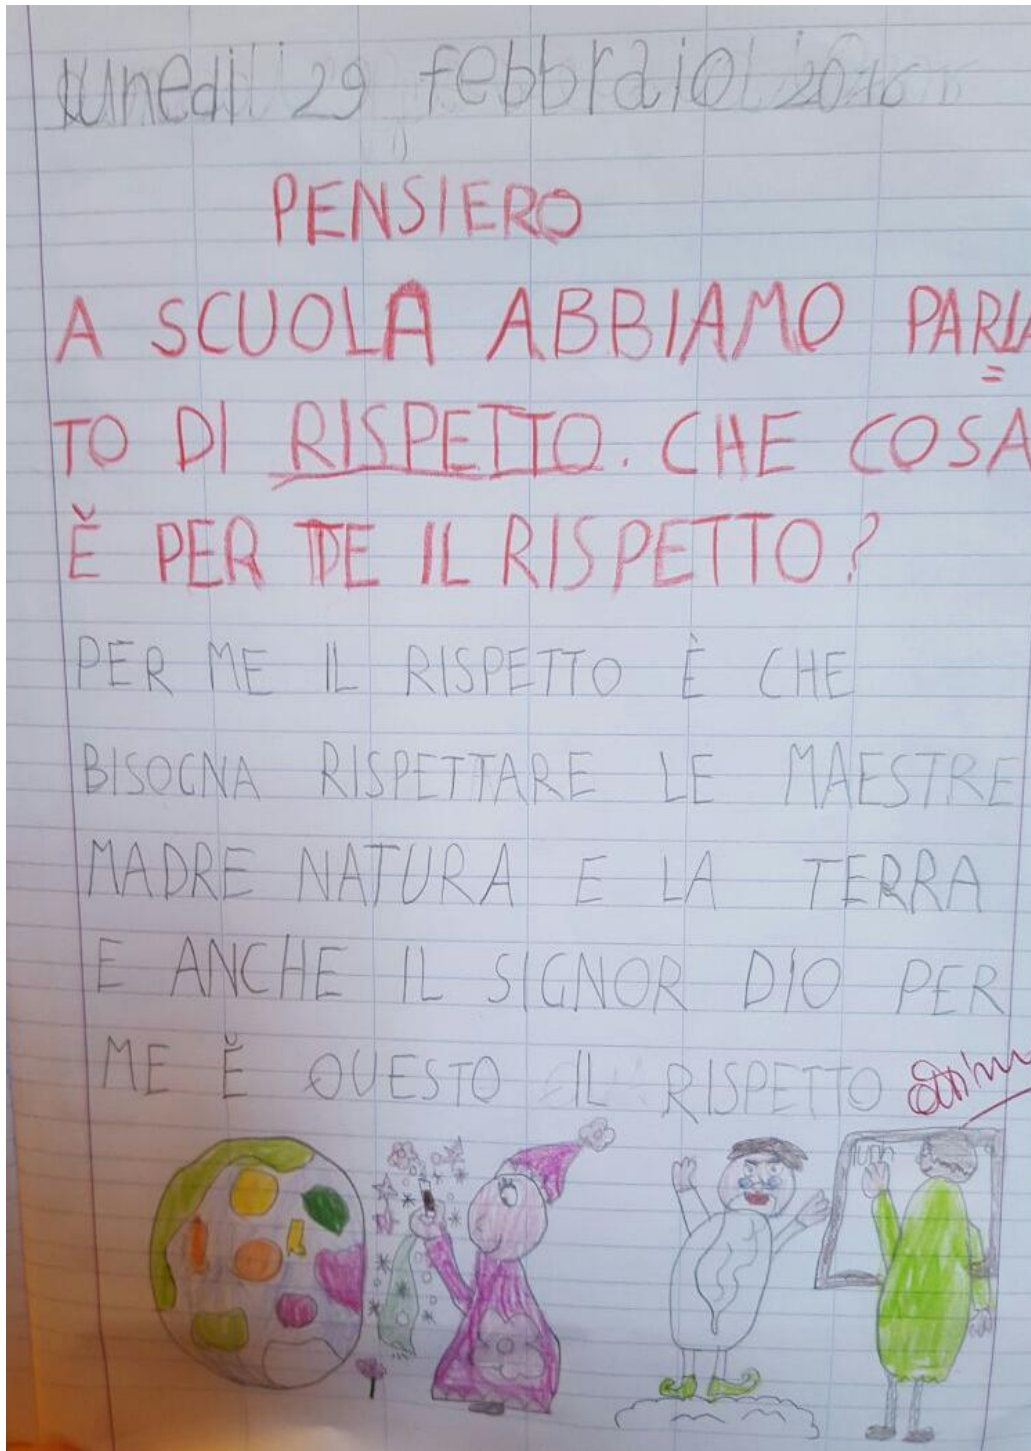 lunedì 29 febbraio 2016
PENSIERO
A SCUOLA ABBIAMO PARLA
=
TO DI RISPETTO. CHE COSA
È PER TE IL RISPETTO?
PER ME IL RISPETTO È CHE
BISOGNA RISPETTARE LE MAESTRE
MADRE NATURA E LA TERRA
E ANCHE IL SIGNOR DIO PER
ME È QUESTO IL RISPETTO